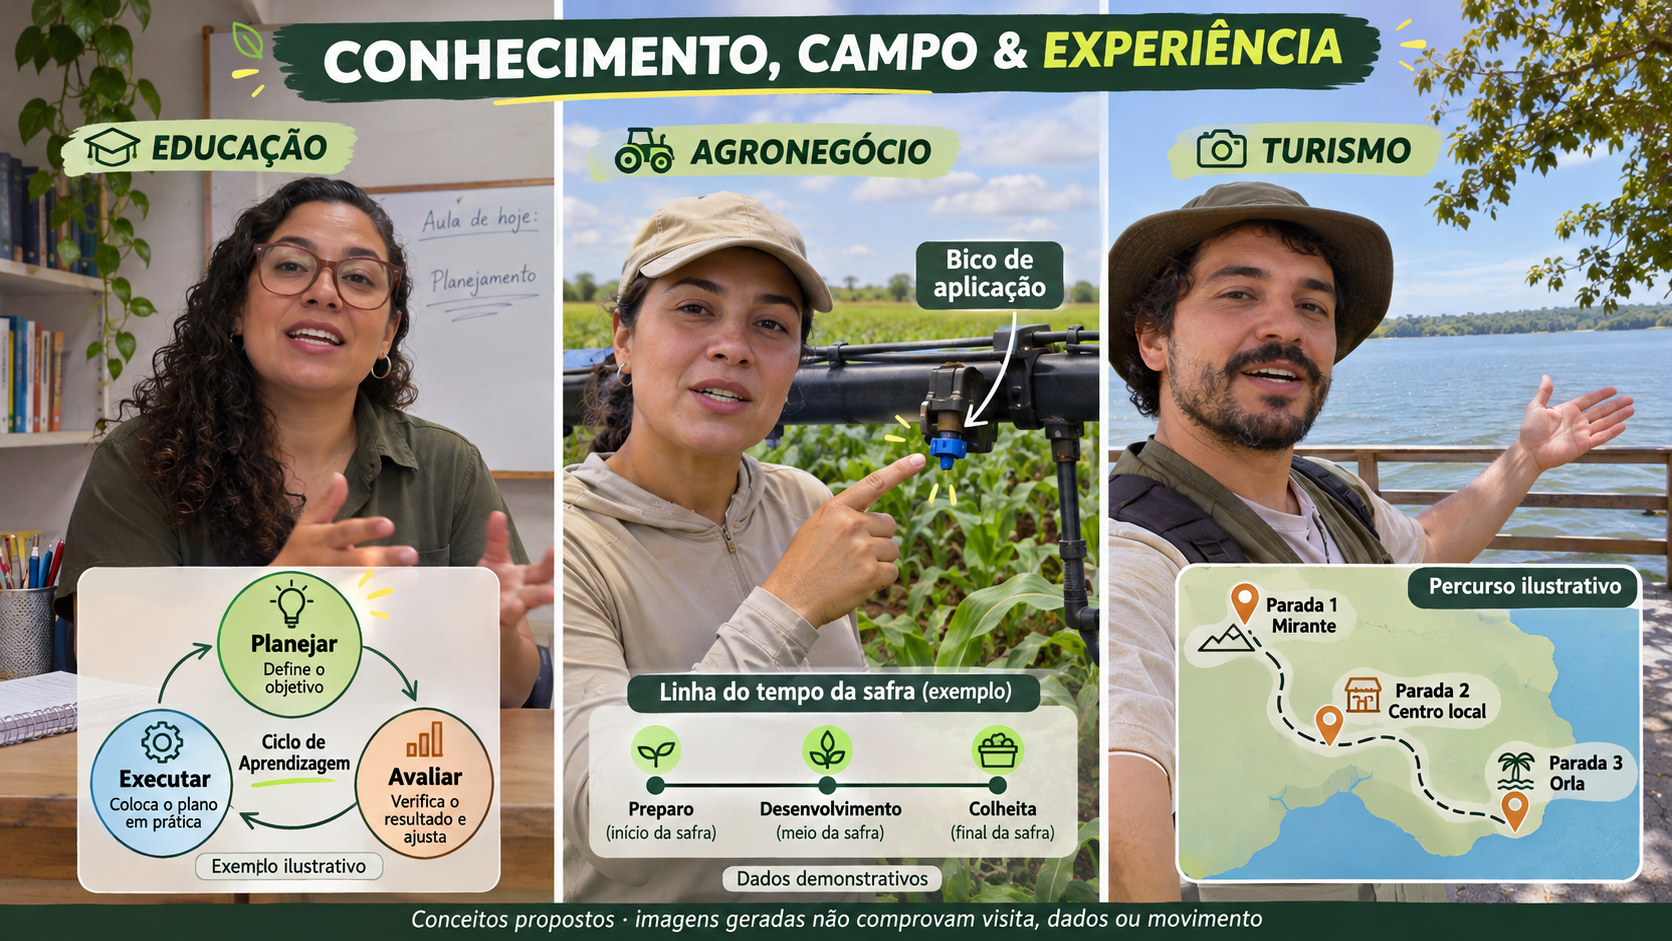 CONHECIMENTO, CAMPO & EXPERIÊNCIA
EDUCAÇÃO
Aula de hoje:
Planejamento
Planejar
Define o
objetivo
Ciclo de
Aprendizagem
Executar
Coloca o plano
em prática
Avaliar
Verifica o
resultado e
ajusta
Exemplo ilustrativo
AGRONEGÓCIO
Bico de
aplicação
Linha do tempo da safra (exemplo)
Preparo
(início da safra)
Desenvolvimento
(meio da safra)
Colheita
(final da safra)
Dados demonstrativos
TURISMO
Percurso ilustrativo
Parada 1
Mirante
Parada 2
Centro local
Parada 3
Orla
Conceitos propostos · imagens geradas não comprovam visita, dados ou movimento